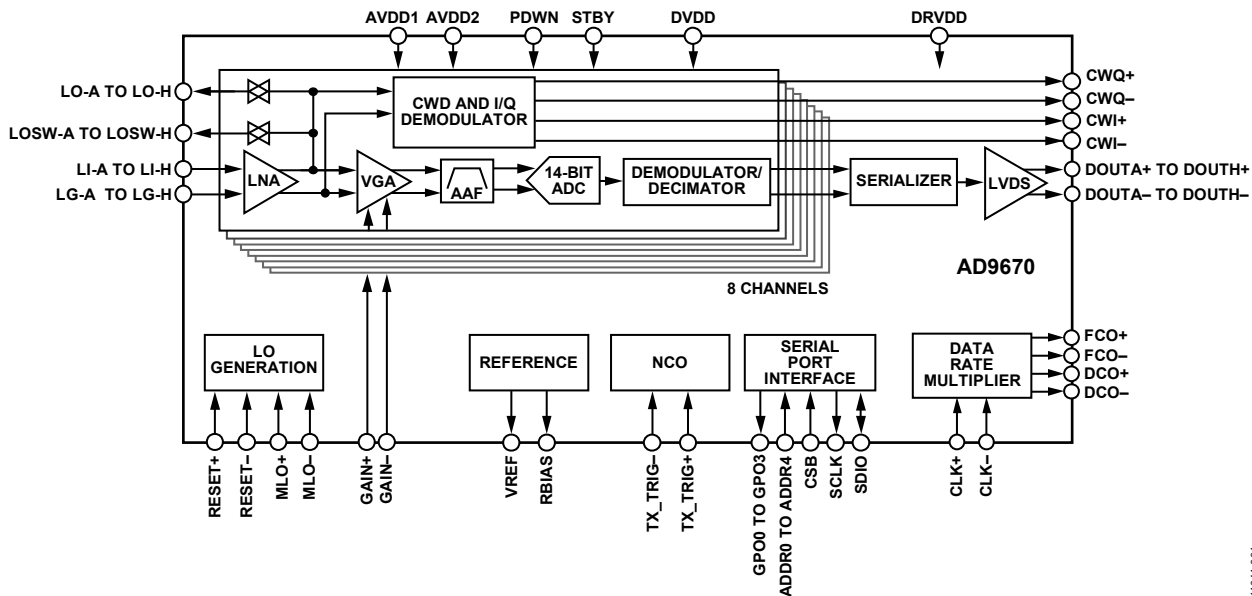 AVDD1 AVDD2 PDWN STBY DVDD DRVDD
LO-A TO LO-H
LOSW-A TO LOSW-H
LI-A TO LI-H
LG-A TO LG-H
CWD AND I/Q
DEMODULATOR
LNA
VGA
AAF
14-BIT
ADC
DEMODULATOR/
DECIMATOR
SERIALIZER
LVDS
CWQ+
CWQ–
CWI+
CWI–
DOUTA+ TO DOUTH+
DOUTA– TO DOUTH–
AD9670
8 CHANNELS
LO
GENERATION
REFERENCE
NCO
SERIAL
PORT
INTERFACE
DATA
RATE
MULTIPLIER
FCO+
FCO–
DCO+
DCO–
RESET+
RESET–
MLO+
MLO–
GAIN+
GAIN–
VREF
RBIAS
TX_TRIG–
TX_TRIG+
GPO0 TO GPO3
ADDR0 TO ADDR4
CSB
SCLK
SDIO
CLK+
CLK–